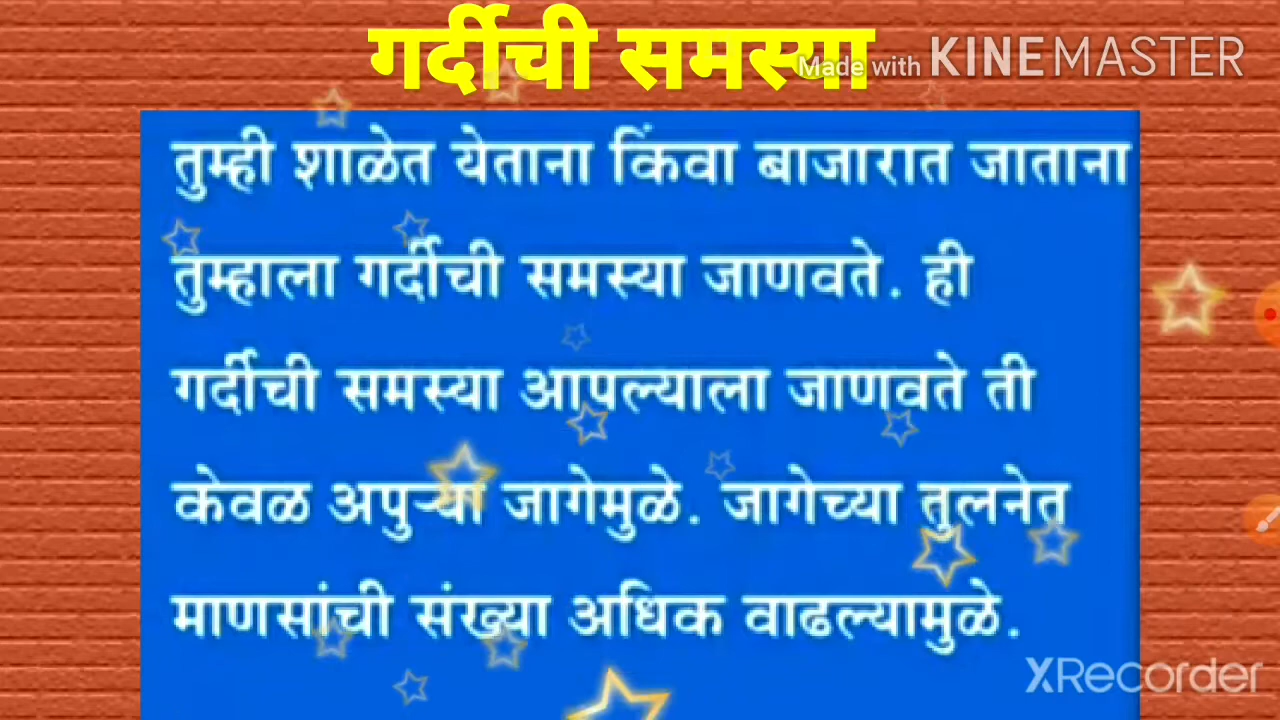 गर्दीची समस्या
Made with KINEMASTER
तुम्ही शाळेत येताना किंवा बाजारात जाताना
तुम्हाला गर्दीची समस्या जाणवते. ही
गर्दीची समस्या आपल्याला जाणवते ती
केवळ अपुऱ्या जागेमुळे. जागेच्या तुलनेत
माणसांची संख्या अधिक वाढल्यामुळे.
XRecorder